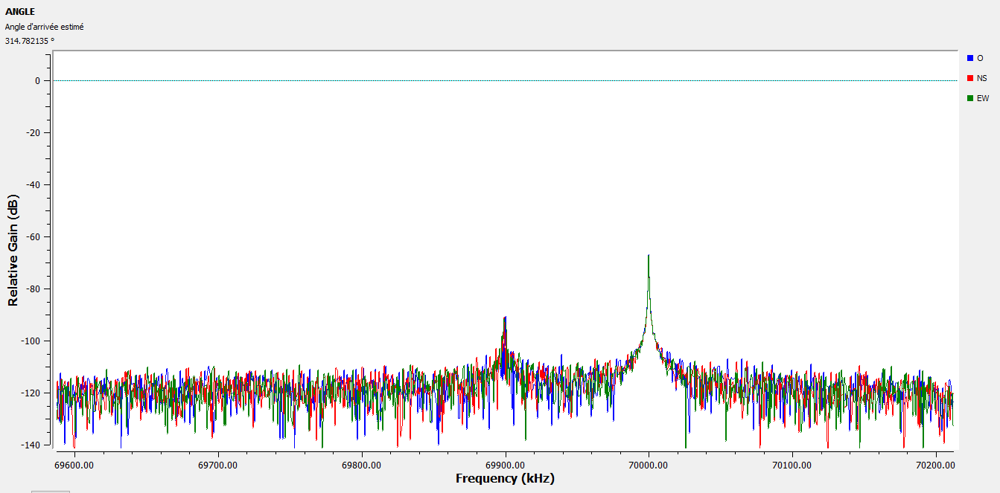 ANGLE
Angle d'arrivée estimé
314.782135 °
O
NS
EW
0
-20
-40
-60
-80
-100
-120
-140
Relative Gain (dB)
69600.00 69700.00 69800.00 69900.00 70000.00 70100.00 70200.00
Frequency (kHz)